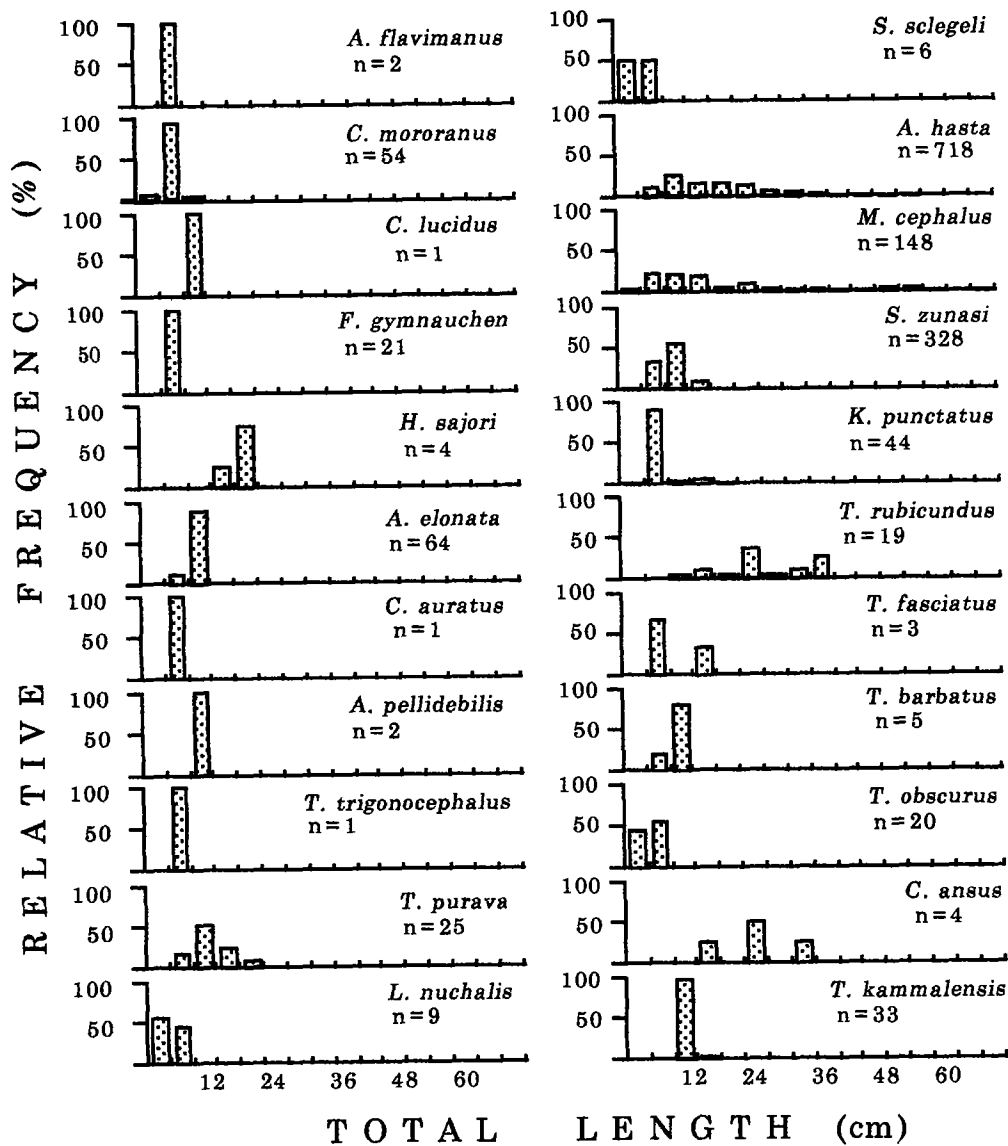 RELATIVE FREQUENCY (%)
100
50
A. flavimanus
n=2
100
50
C. mororanus
n=54
100
50
C. lucidus
n=1
100
50
F. gymnauchen
n=21
100
50
H. sajori
n=4
100
50
A. elonata
n=64
100
50
C. auratus
n=1
100
50
A. pellidebilis
n=2
100
50
T. trigonocephalus
n=1
100
50
T. purava
n=25
100
50
L. nuchalis
n=9
12 24 36 48 60
100
50
S. sclegeli
n=6
100
50
A. hasta
n=718
100
50
M. cephalus
n=148
100
50
S. zunasi
n=328
100
50
K. punctatus
n=44
100
50
T. rubicundus
n=19
100
50
T. fasciatus
n=3
100
50
T. barbatus
n=5
100
50
T. obscurus
n=20
100
50
C. ansus
n=4
100
50
T. kammalensis
n=33
12 24 36 48 60
TOTAL LENGTH (cm)